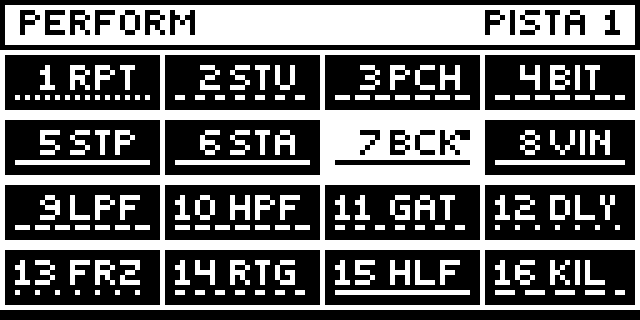 PERFORM PISTA 1
1 RPT 2 STU 3 PCH 4 BIT
5 STP 6 STA 7 BCK 8 VIN
9 LPF 10 HPF 11 GAT 12 DLY
13 FRZ 14 RTG 15 HLF 16 KIL